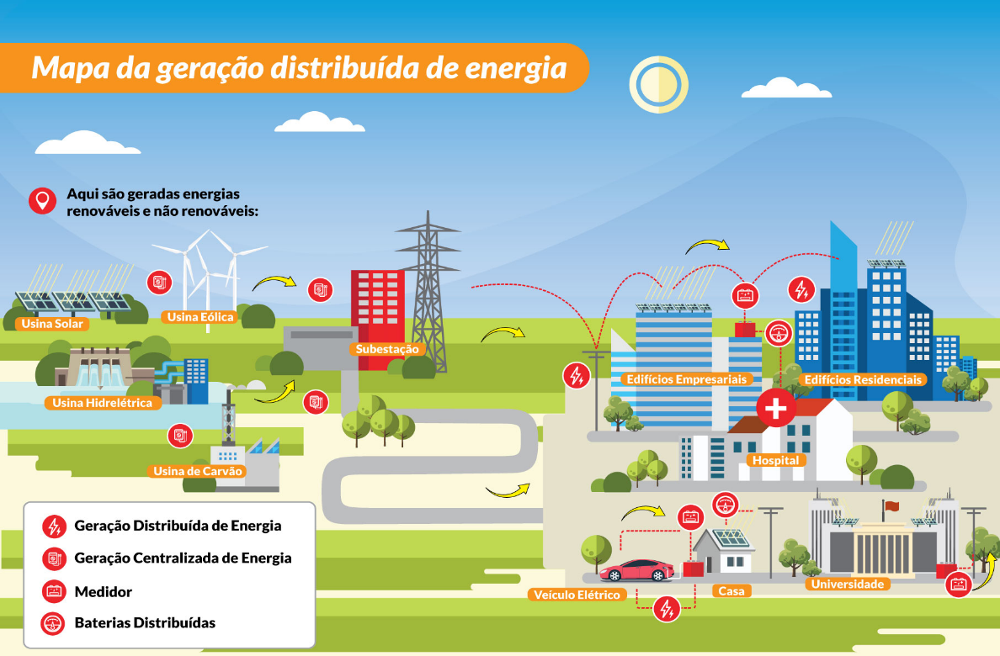 Mapa da geração distribuída de energia
Aqui são geradas energias
renováveis e não renováveis:
Usina Solar
Usina Eólica
Subestação
Usina Hidrelétrica
Usina de Carvão
Edifícios Empresariais
Edifícios Residenciais
Hospital
Veículo Elétrico
Casa
Universidade
Geração Distribuída de Energia
Geração Centralizada de Energia
Medidor
Baterias Distribuídas